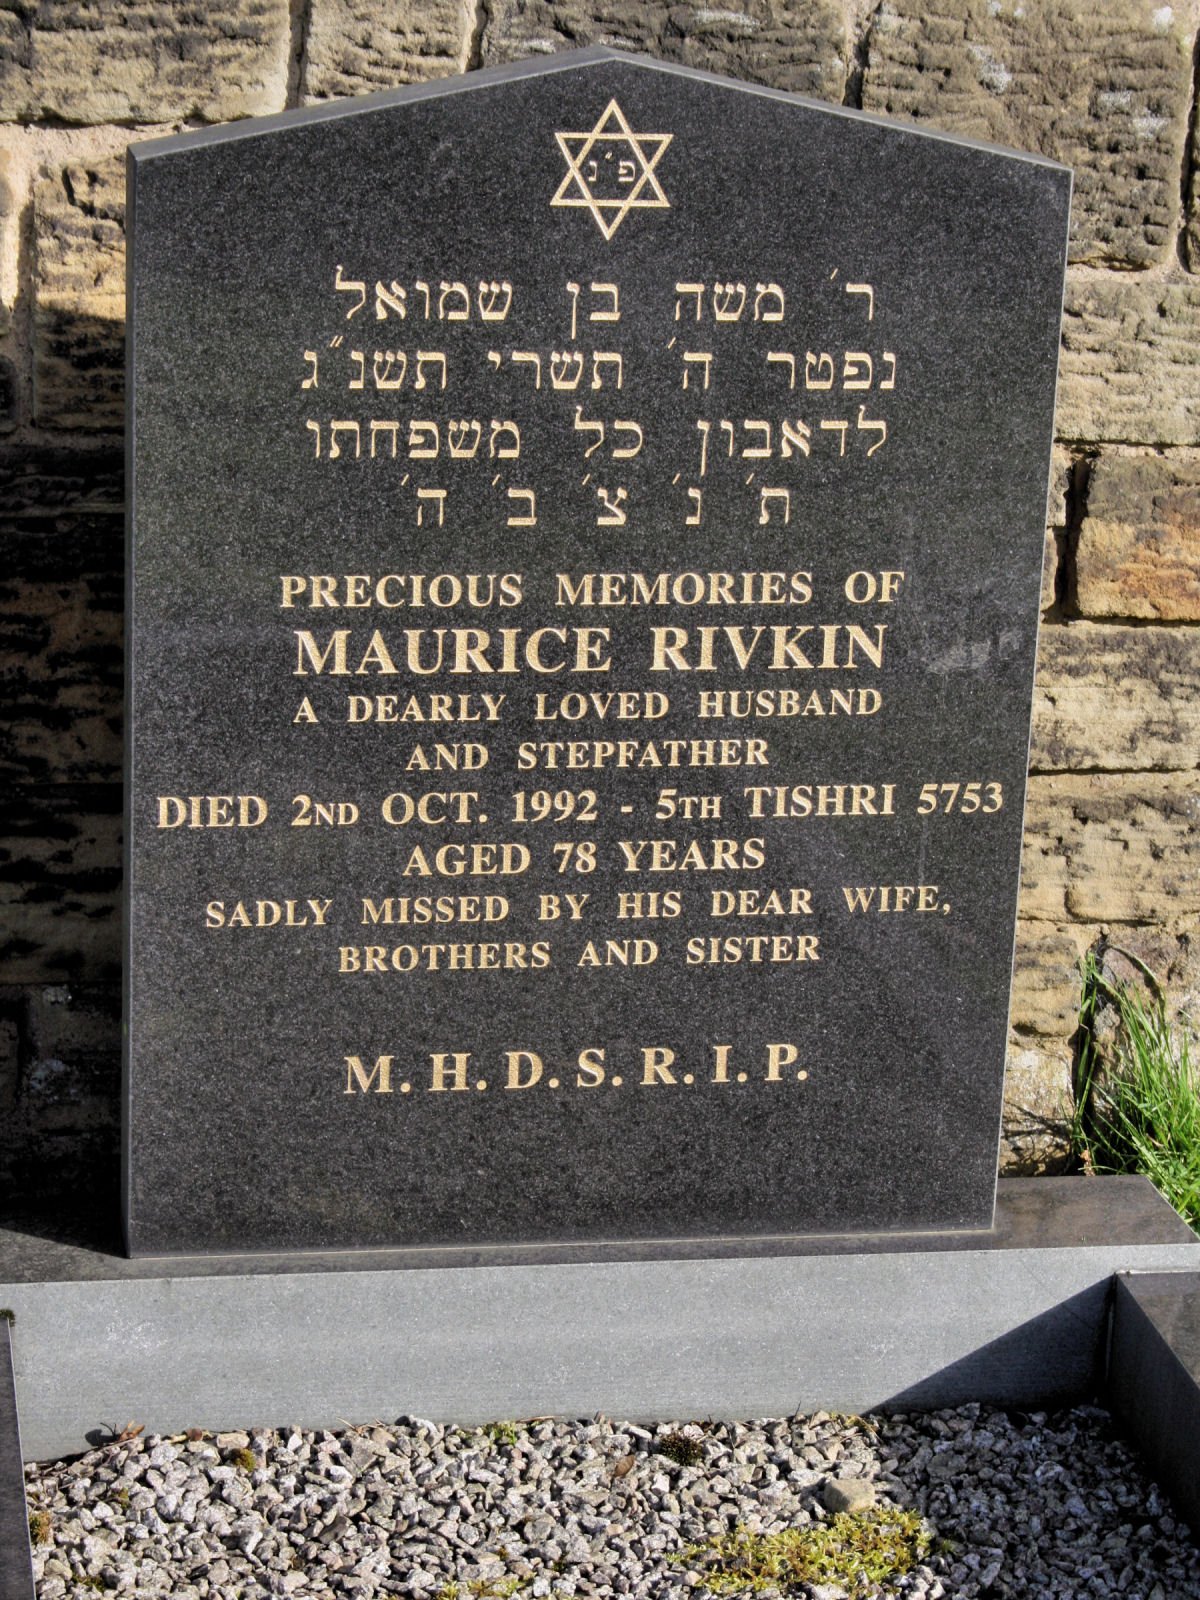 פ׳נ
ר׳ משה בן שמואל
נפטר ה׳ תשרי תשנ״ג
לדאבון כל משפחתו
ת׳ נ׳ צ׳ ב׳ ה׳
PRECIOUS MEMORIES OF
MAURICE RIVKIN
A DEARLY LOVED HUSBAND
AND STEPFATHER
DIED 2ND OCT. 1992 - 5TH TISHRI 5753
AGED 78 YEARS
SADLY MISSED BY HIS DEAR WIFE,
BROTHERS AND SISTER
M.H.D.S.R.I.P.